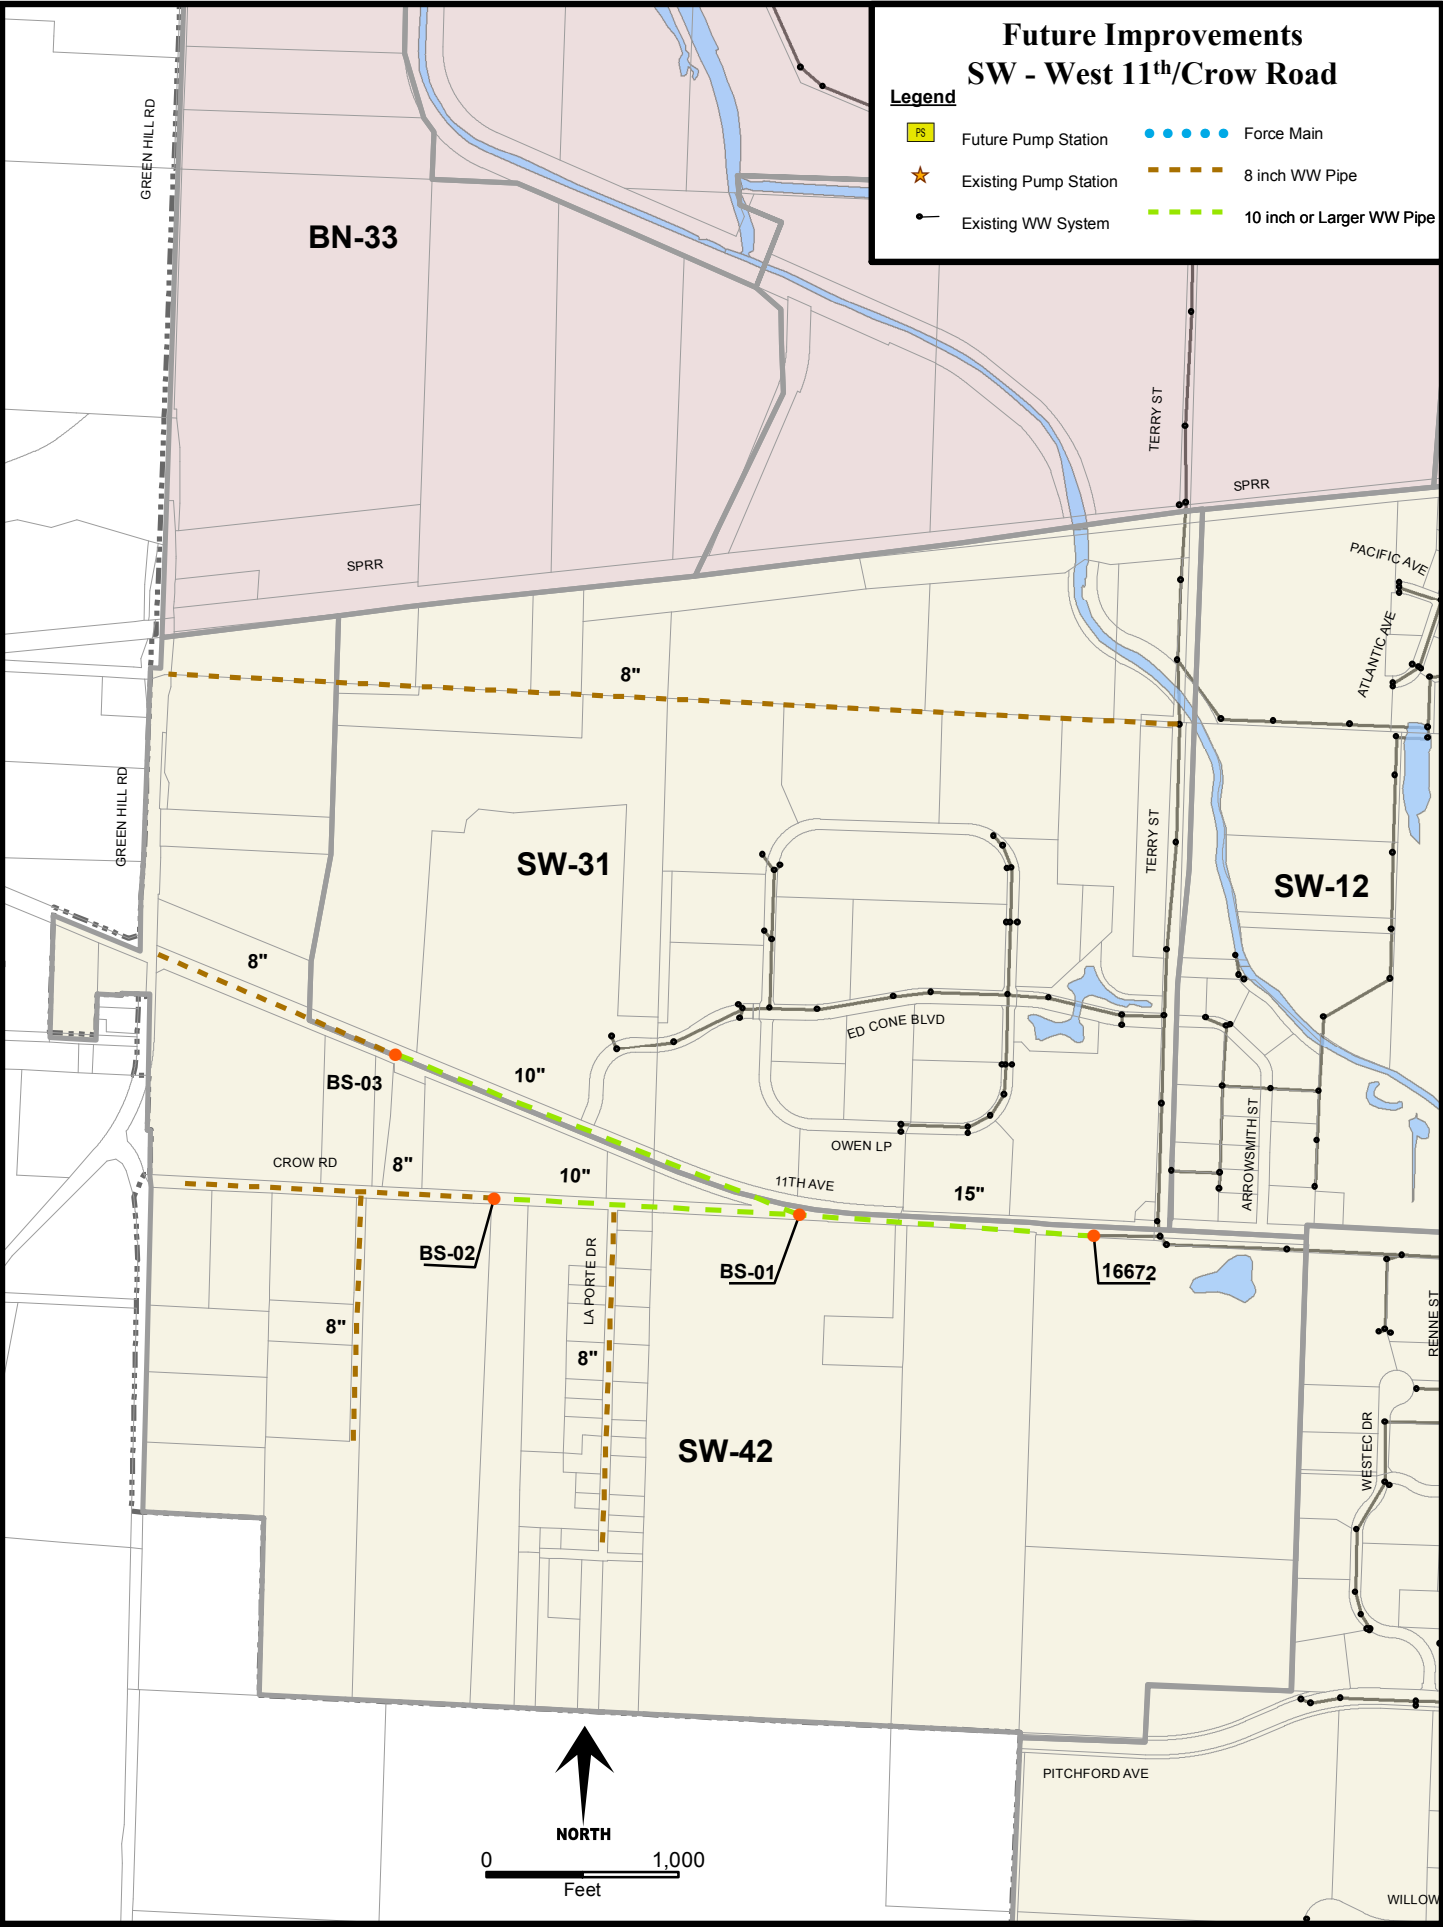 Future Improvements
SW - West 11th/Crow Road
Legend
PS
Future Pump Station
Force Main
Existing Pump Station
8 inch WW Pipe
Existing WW System
10 inch or Larger WW Pipe
GREEN HILL RD
BN-33
TERRY ST
SPRR
SPRR
PACIFIC AVE
ATLANTIC AVE
8"
GREEN HILL RD
SW-31
TERRY ST
SW-12
8"
ED CONE BLVD
BS-03
10"
OWEN LP
ARROWSMITH ST
CROW RD
8"
10"
11TH AVE
15"
BS-02
LA PORTE DR
BS-01
16672
RENNE ST
8"
8"
SW-42
WESTEC DR
PITCHFORD AVE
NORTH
0
1,000
Feet
WILLOW